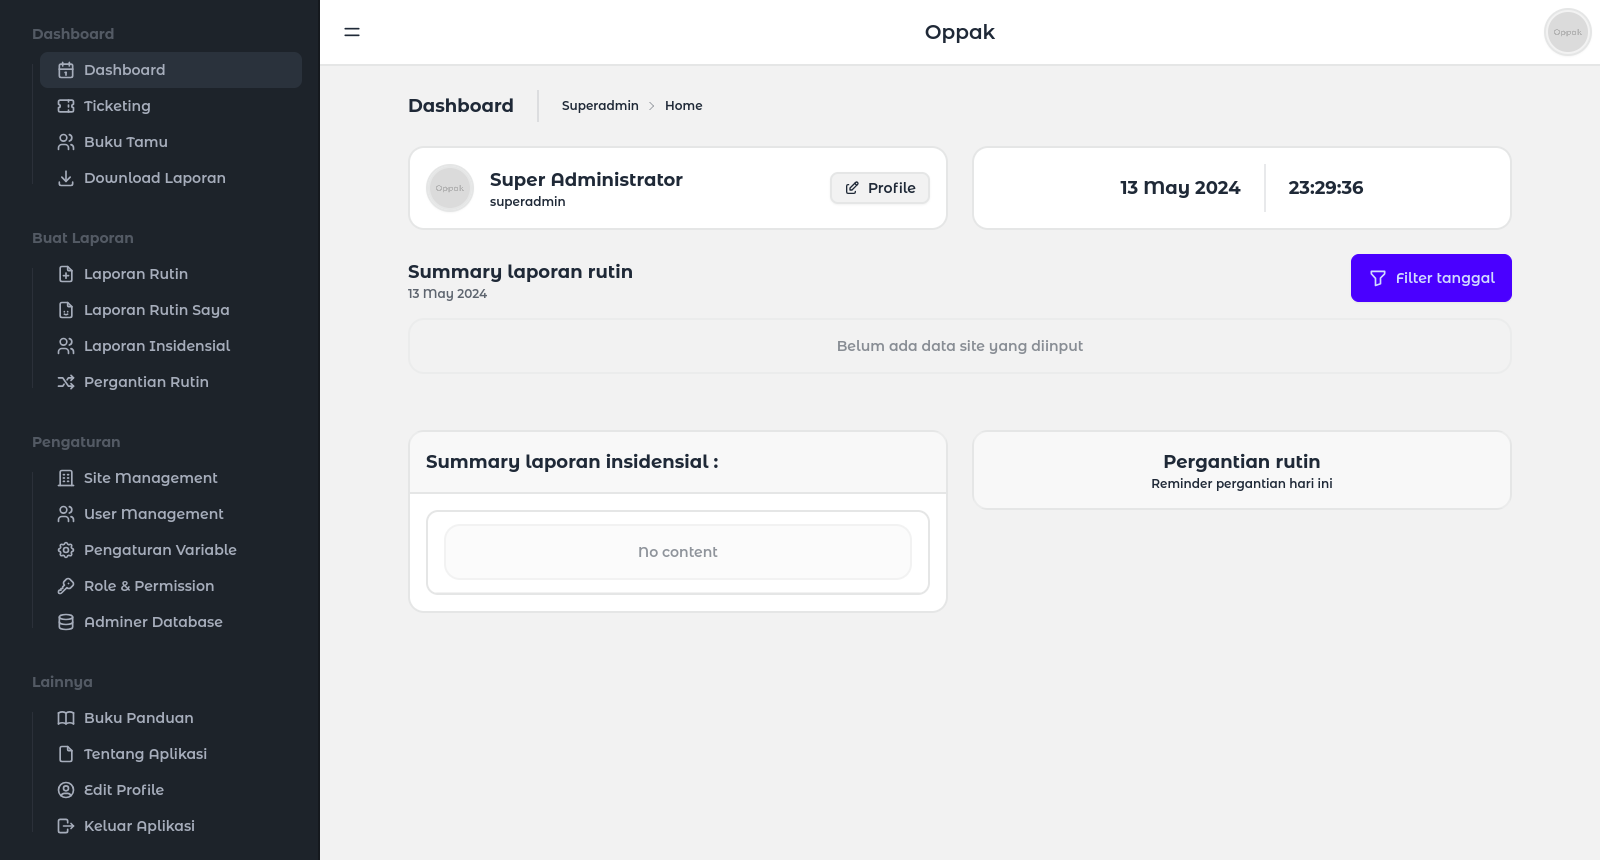 Dashboard
Dashboard
Ticketing
Buku Tamu
Download Laporan
Buat Laporan
Laporan Rutin
Laporan Rutin Saya
Laporan Insidensial
Pergantian Rutin
Pengaturan
Site Management
User Management
Pengaturan Variable
Role & Permission
Adminer Database
Lainnya
Buku Panduan
Tentang Aplikasi
Edit Profile
Keluar Aplikasi
Oppak
Oppak
Dashboard
Superadmin > Home
Oppak
Super Administrator
superadmin
Profile
13 May 2024
23:29:36
Summary laporan rutin
13 May 2024
Filter tanggal
Belum ada data site yang diinput
Summary laporan insidensial :
No content
Pergantian rutin
Reminder pergantian hari ini